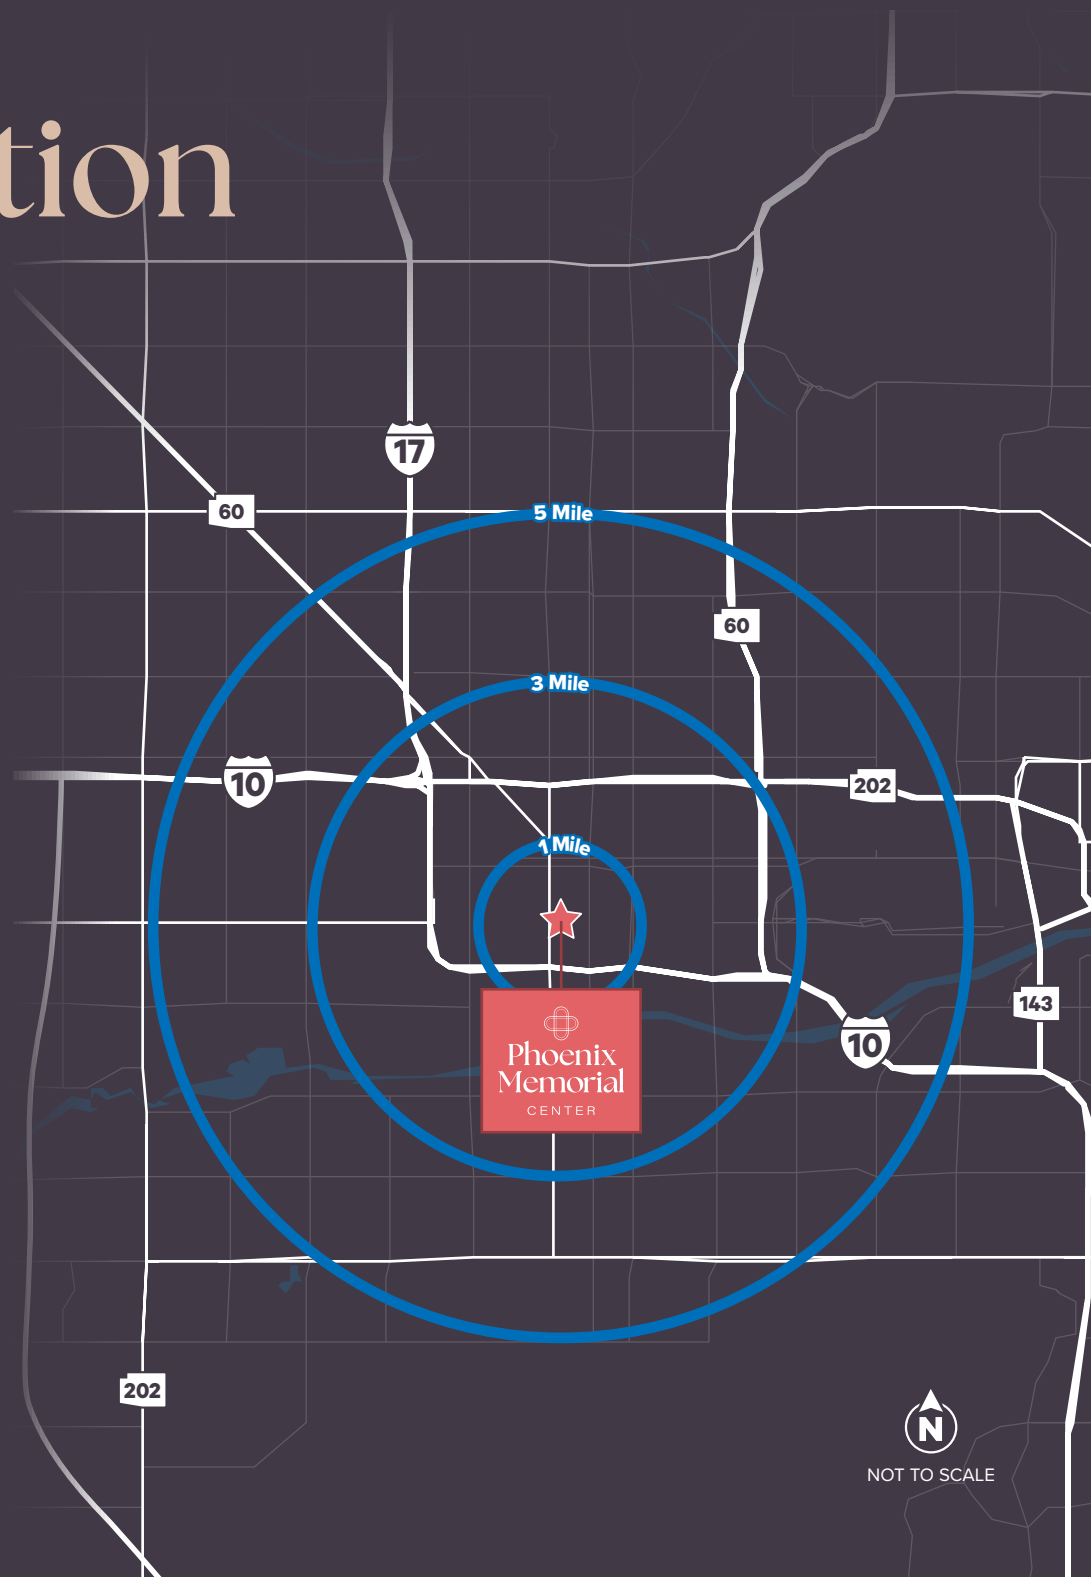 tion
17
60
5 Mile
60
3 Mile
10
202
1 Mile
143
10
Phoenix
Memorial
CENTER
202
N
NOT TO SCALE